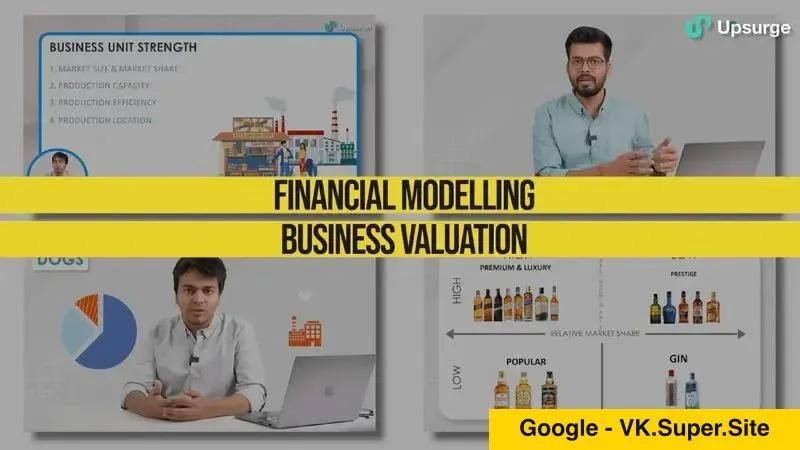 Upsurge
Upsurge
BUSINESS UNIT STRENGTH
1. MARKET SIZE & MARKET SHARE
2. PRODUCTION CAPACITY
3. PRODUCTION EFFICIENCY
4. PRODUCTION LOCATION
FINANCIAL MODELLING
BUSINESS VALUATION
DOGS
HIGH
PREMIUM & LUXURY
PRESTIGE
RELATIVE MARKET SHARE
LOW
POPULAR
GIN
Google - VK.Super.Site